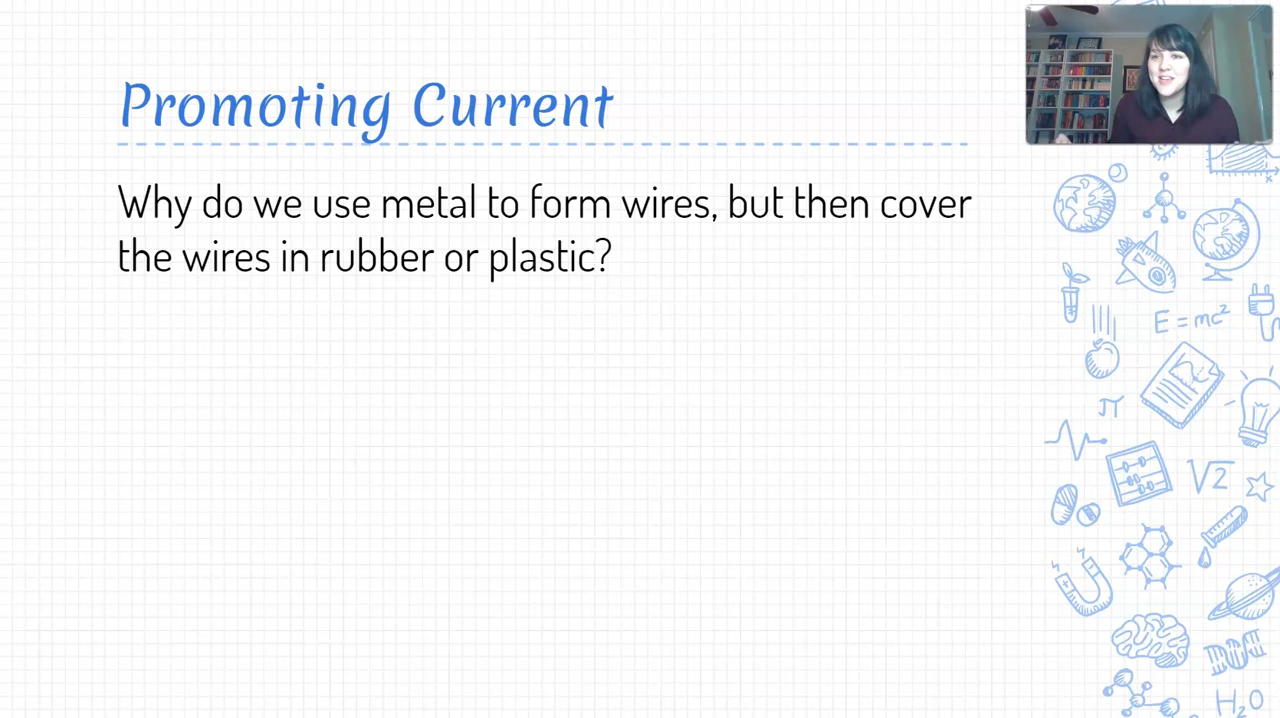 Promoting Current
Why do we use metal to form wires, but then cover
the wires in rubber or plastic?
E = mc²
π
√2
H₂O